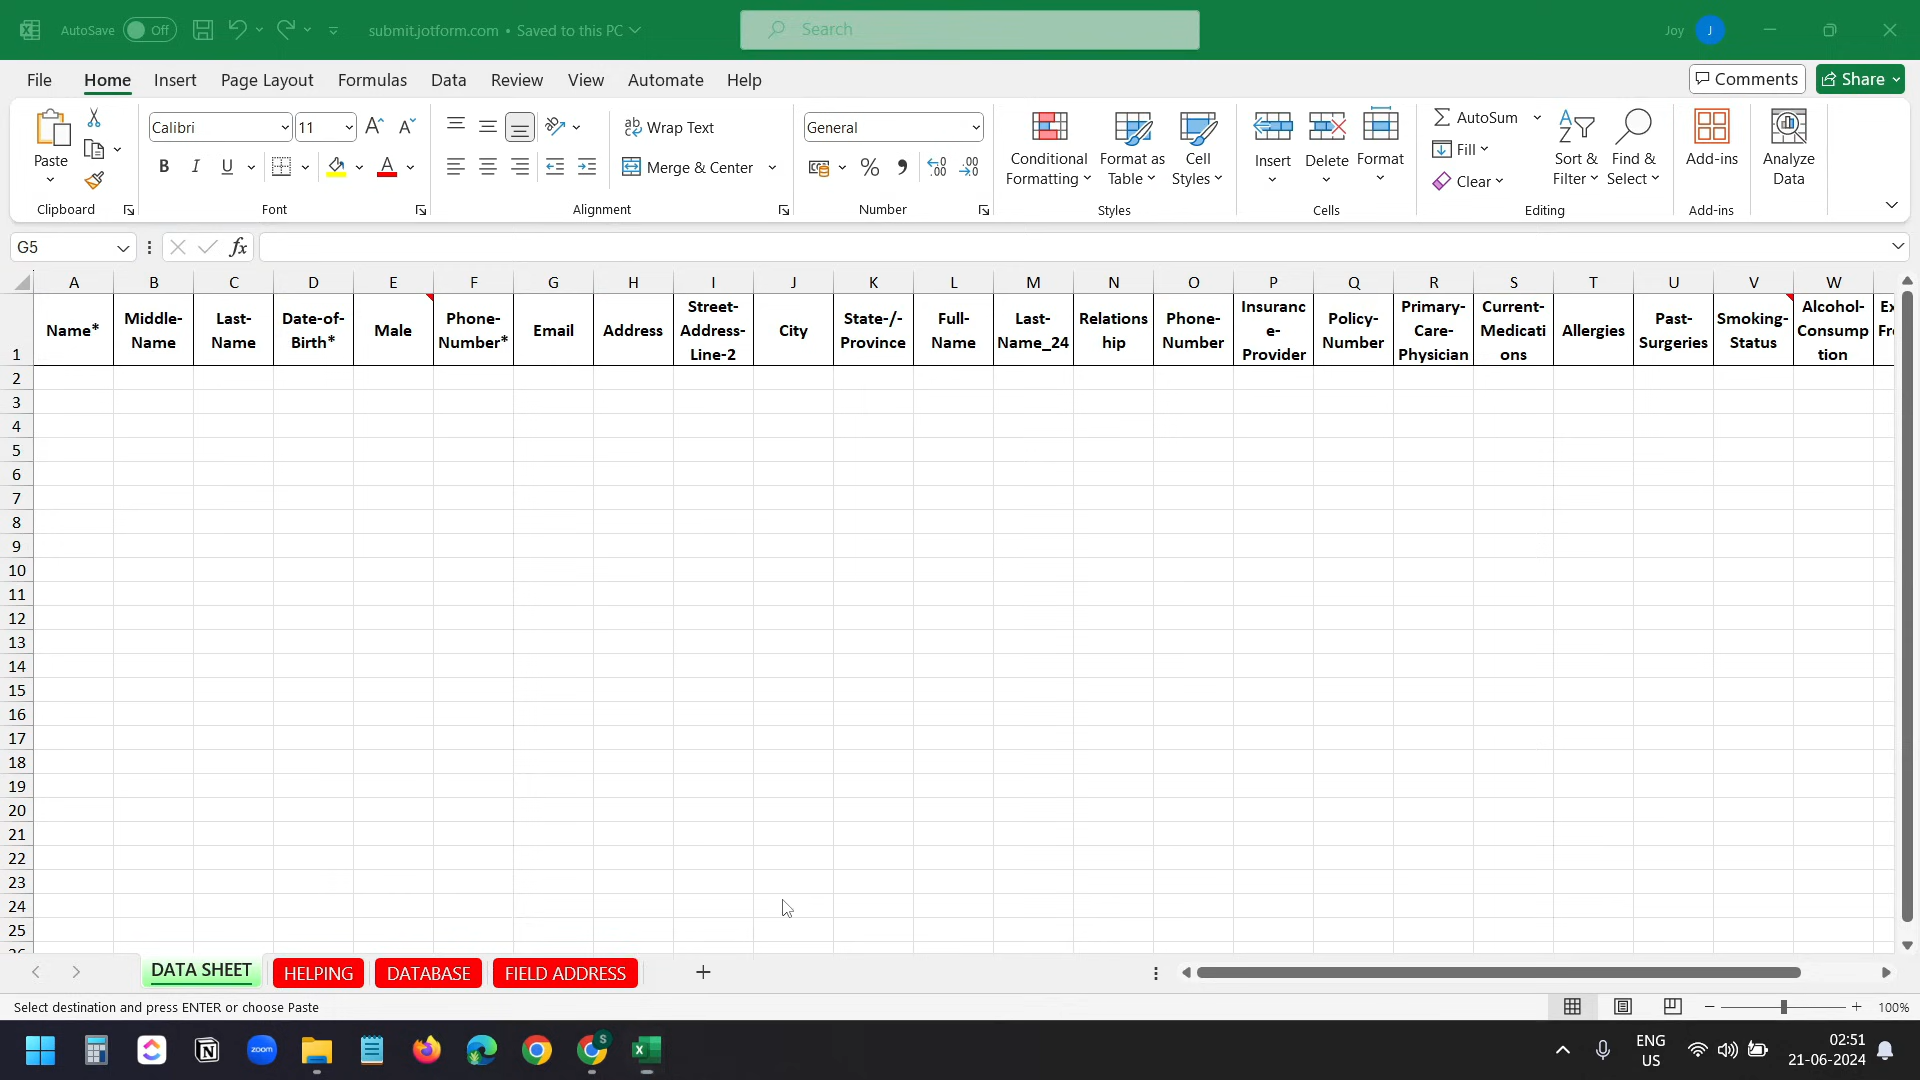 AutoSave Off submit.jotform.com • Saved to this PC Search Joy J
File Home Insert Page Layout Formulas Data Review View Automate Help Comments Share
Paste Calibri 11 Wrap Text General Conditional Formatting Format as Table Cell Styles Insert Delete Format AutoSum Fill Clear Sort & Filter Find & Select Add-ins Analyze Data
B I U A Merge & Center % 9
Clipboard Font Alignment Number Styles Cells Editing Add-ins
G5 fx
A B C D E F G H I J K L M N O P Q R S T U V W
1 Name* Middle-Name Last-Name Date-of-Birth* Male Phone-Number* Email Address Street-Address-Line-2 City State-/-Province Full-Name Last-Name_24 Relationship Phone-Number Insurance-Provider Policy-Number Primary-Care-Physician Current-Medications Allergies Past-Surgeries Smoking-Status Alcohol-Consumption
2
3
4
5
6
7
8
9
10
11
12
13
14
15
16
17
18
19
20
21
22
23
24
25
DATA SHEET HELPING DATABASE FIELD ADDRESS +
Select destination and press ENTER or choose Paste 100%
zoom S ENG US 02:51
21-06-2024